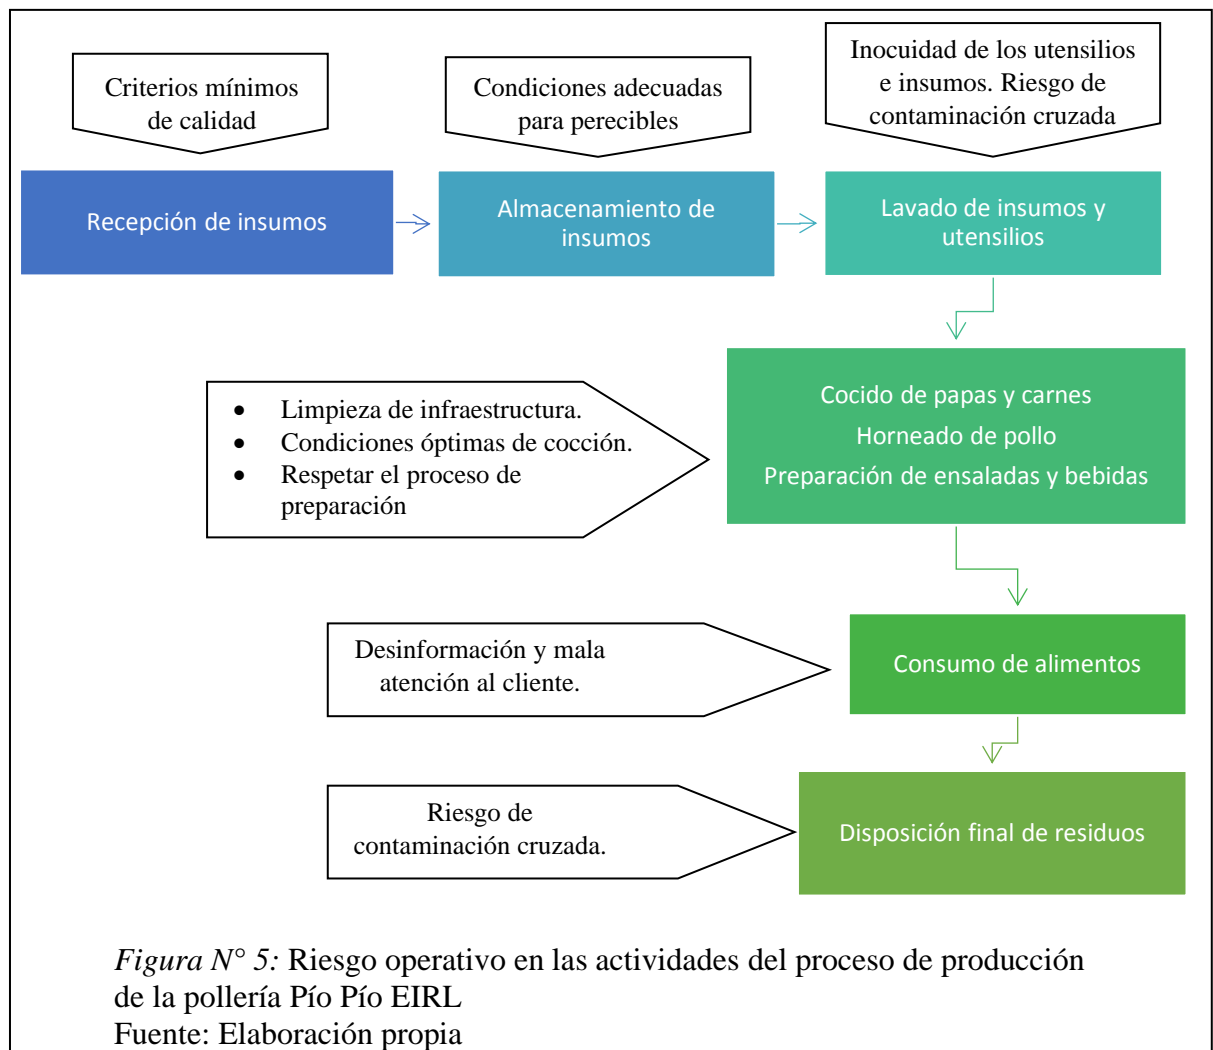 Criterios mínimos
de calidad
Condiciones adecuadas
para perecibles
Inocuidad de los utensilios
e insumos. Riesgo de
contaminación cruzada
Recepción de insumos
Almacenamiento de
insumos
Lavado de insumos y
utensilios
• Limpieza de infraestructura.
• Condiciones óptimas de cocción.
• Respetar el proceso de
preparación
Cocido de papas y carnes
Horneado de pollo
Preparación de ensaladas y bebidas
Desinformación y mala
atención al cliente.
Consumo de alimentos
Riesgo de
contaminación cruzada.
Disposición final de residuos
Figura N° 5: Riesgo operativo en las actividades del proceso de producción
de la pollería Pío Pío EIRL
Fuente: Elaboración propia